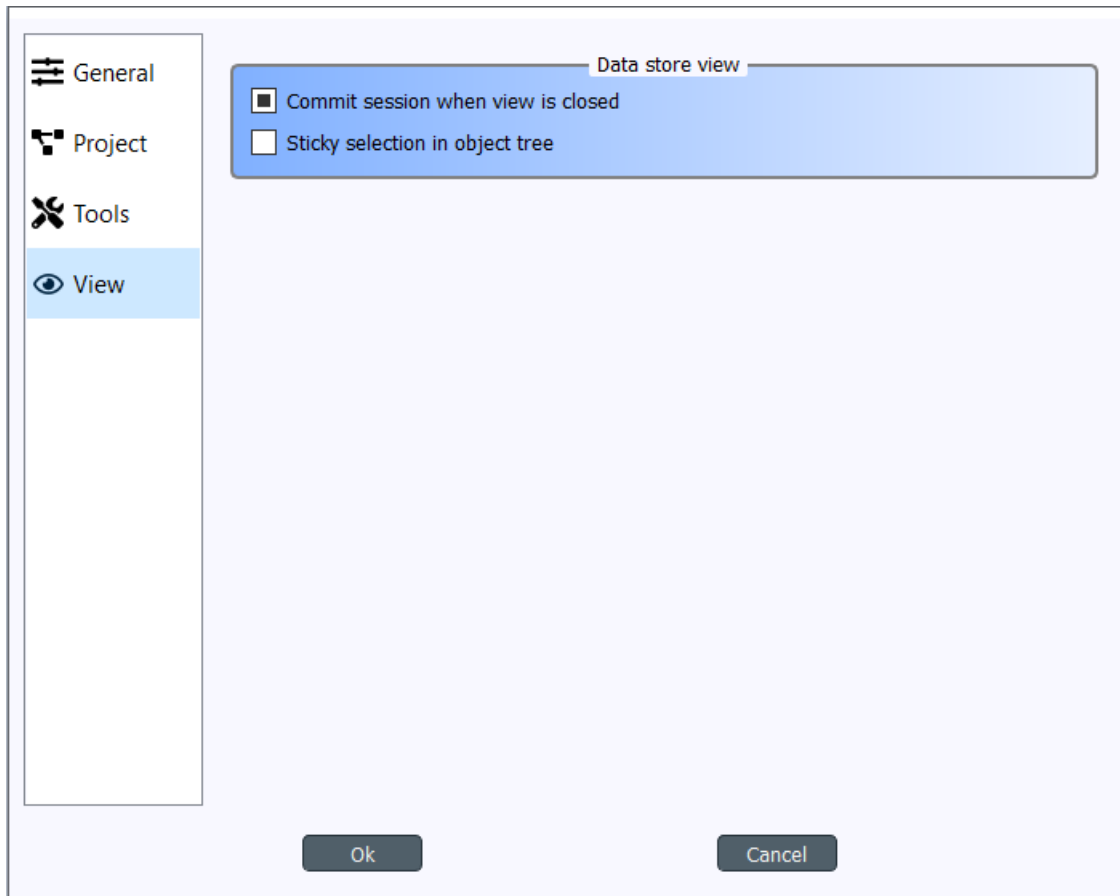 General
Project
Tools
View
Data store view
Commit session when view is closed
Sticky selection in object tree
Ok
Cancel